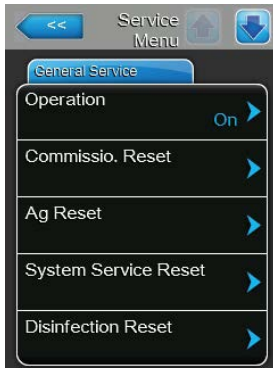 <<
Service
Menu
General Service
Operation
On
Commissio. Reset
Ag Reset
System Service Reset
Disinfection Reset